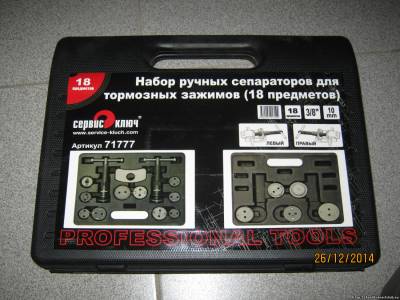 18
предметов
Набор ручных сепараторов для
тормозных зажимов (18 предметов)
18
3/8"
10
mm
ЛЕВЫЙ
ПРАВЫЙ
СЕРВИС КЛЮЧ
www.service-kluch.com
Артикул 71777
PROFESSIONAL TOOLS
26/12/2014